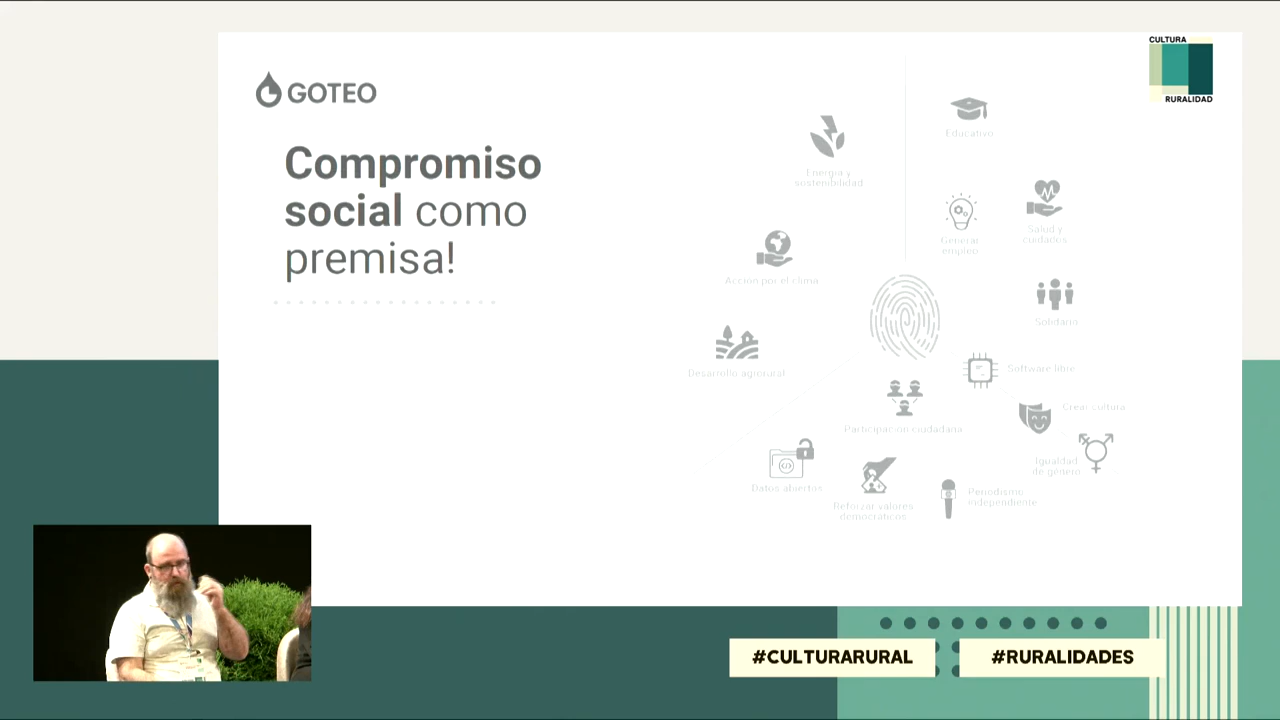 CULTURA
RURALIDAD
GOTEO
Compromiso
social como
premisa!
Energía y
sostenibilidad
Educativo
Generar
empleo
Salud y
cuidados
Acción por el clima
Solidario
Desarrollo agrorural
Software libre
Crear cultura
Participación ciudadana
Igualdad
de género
Datos abiertos
Reforzar valores
democráticos
Periodismo
independiente
#CULTURARURAL
#RURALIDADES